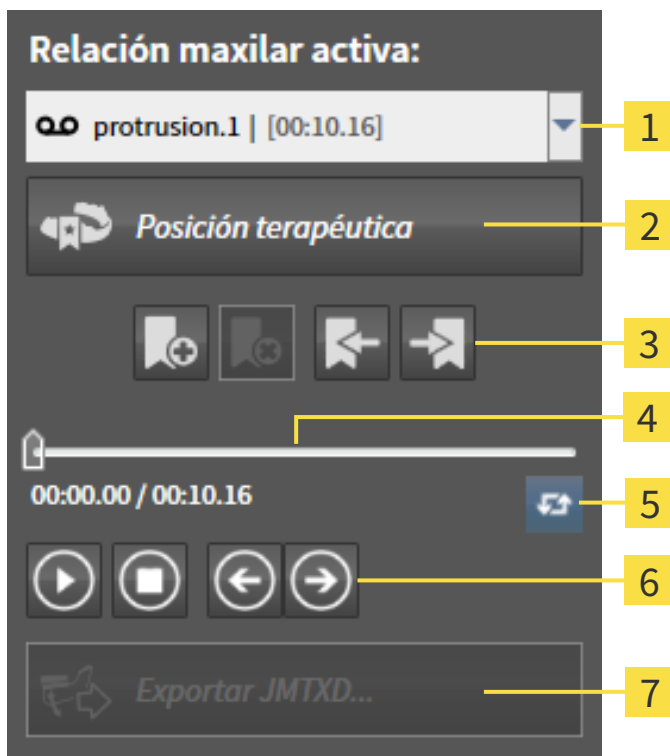 Relación maxilar activa:
protrusion.1 | [00:10.16]
1
Posición terapéutica
2
3
4
00:00.00 / 00:10.16
5
6
Exportar JMTXD...
7